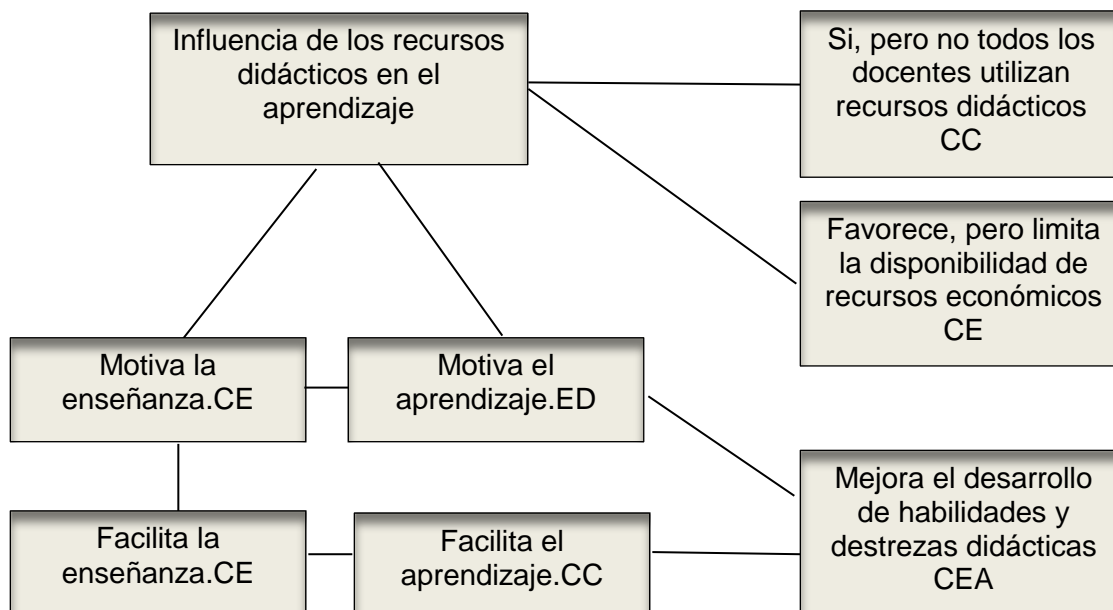 Influencia de los recursos
didácticos en el
aprendizaje
Si, pero no todos los
docentes utilizan
recursos didácticos
CC
Favorece, pero limita
la disponibilidad de
recursos económicos
CE
Motiva la
enseñanza.CE
Motiva el
aprendizaje.ED
Mejora el desarrollo
de habilidades y
destrezas didácticas
CEA
Facilita la
enseñanza.CE
Facilita el
aprendizaje.CC